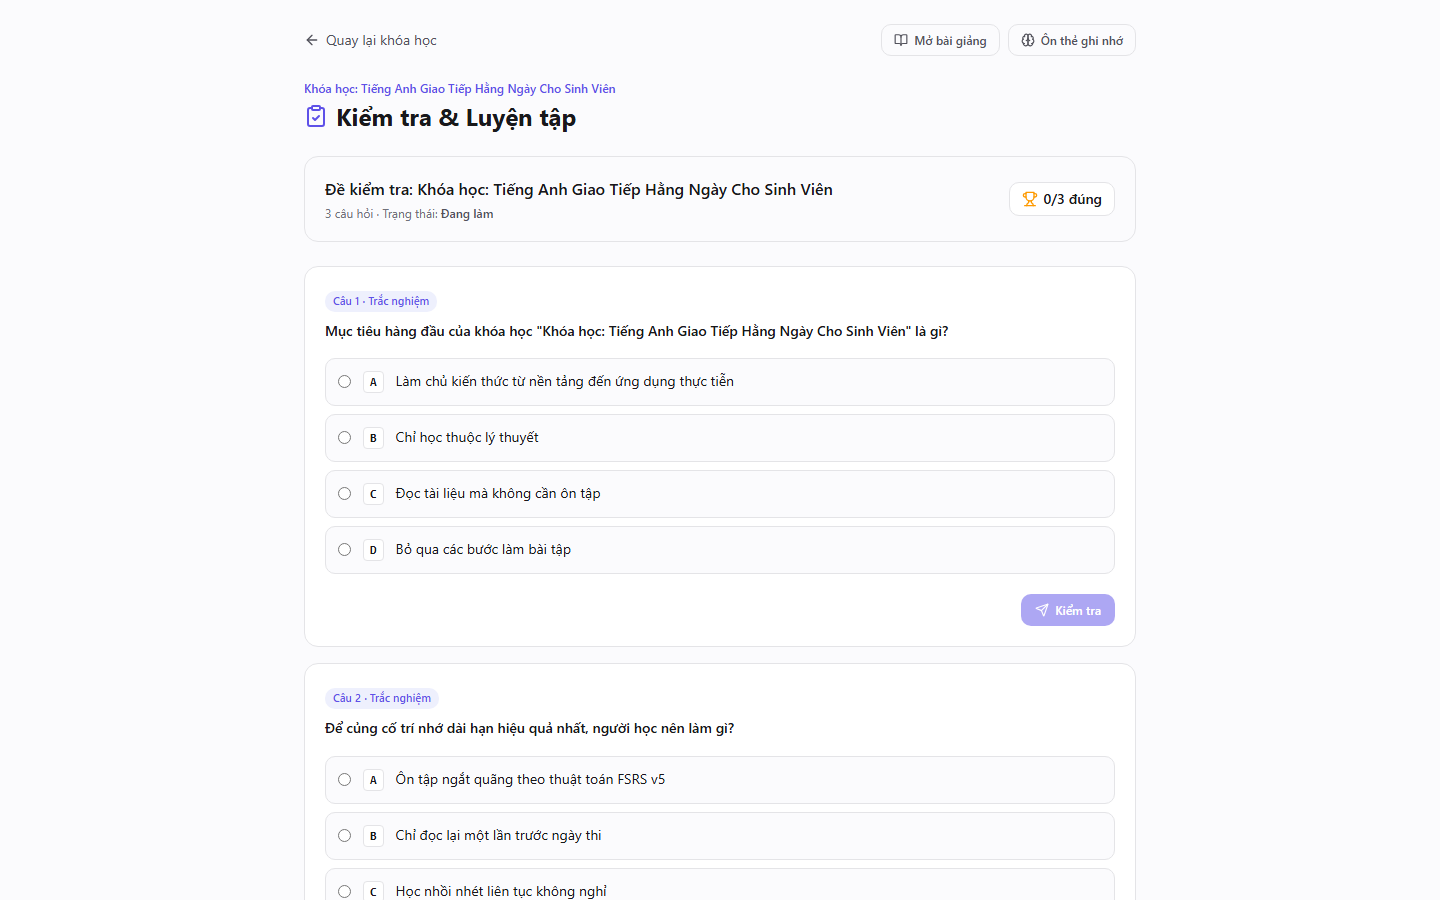 Quay lại khóa học
Mở bài giảng
Ôn thẻ ghi nhớ
Khóa học: Tiếng Anh Giao Tiếp Hằng Ngày Cho Sinh Viên
Kiểm tra & Luyện tập
Đề kiểm tra: Khóa học: Tiếng Anh Giao Tiếp Hằng Ngày Cho Sinh Viên
3 câu hỏi · Trạng thái: Đang làm
0/3 đúng
Câu 1 · Trắc nghiệm
Mục tiêu hàng đầu của khóa học "Khóa học: Tiếng Anh Giao Tiếp Hằng Ngày Cho Sinh Viên" là gì?
A Làm chủ kiến thức từ nền tảng đến ứng dụng thực tiễn
B Chỉ học thuộc lý thuyết
C Đọc tài liệu mà không cần ôn tập
D Bỏ qua các bước làm bài tập
Kiểm tra
Câu 2 · Trắc nghiệm
Để củng cố trí nhớ dài hạn hiệu quả nhất, người học nên làm gì?
A Ôn tập ngắt quãng theo thuật toán FSRS v5
B Chỉ đọc lại một lần trước ngày thi
C Học nhồi nhét liên tục không nghỉ